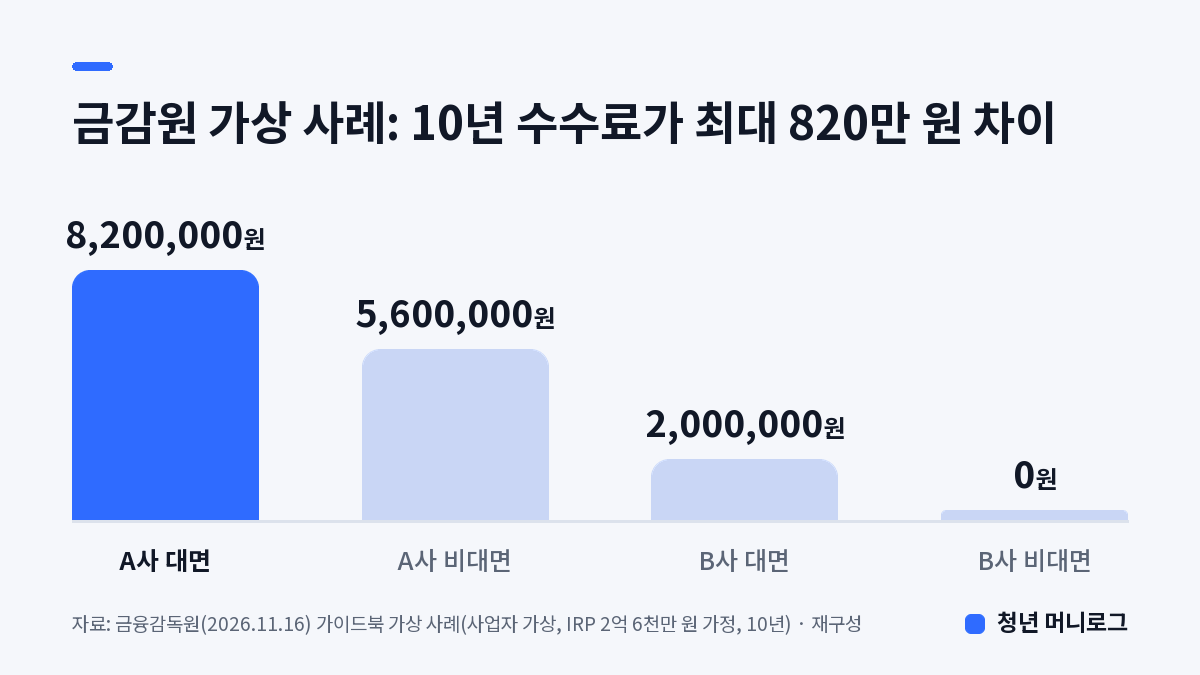 금감원 가상 사례: 10년 수수료가 최대 820만 원 차이
8,200,000원
5,600,000원
2,000,000원
0원
A사 대면
A사 비대면
B사 대면
B사 비대면
자료: 금융감독원(2026.11.16) 가이드북 가상 사례(사업자 가상, IRP 2억 6천만 원 가정, 10년) · 재구성
청년 머니로그